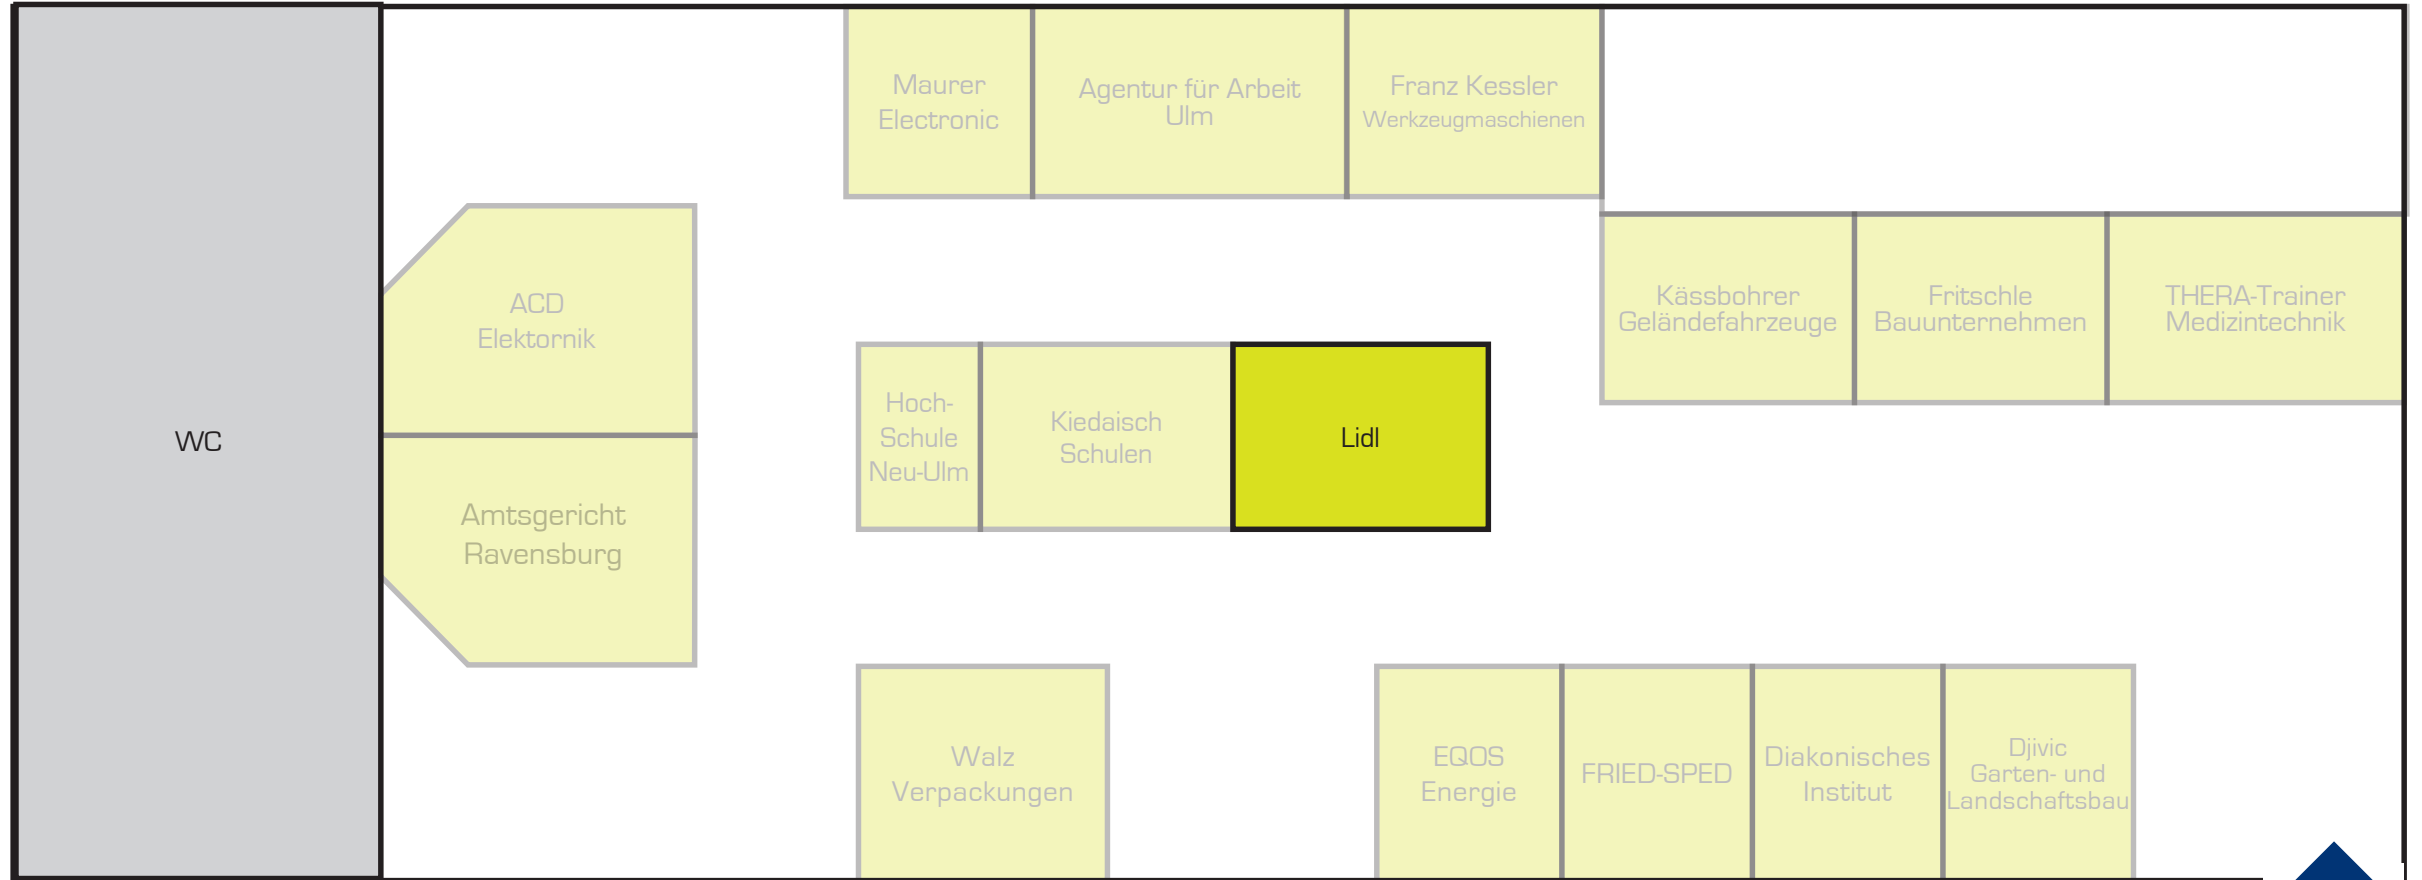 WC
Maurer
Electronic
Agentur für Arbeit
Ulm
Franz Kessler
Werkzeugmaschienen
ACD
Elektornik
Amtsgericht
Ravensburg
Hoch-
Schule
Neu-Ulm
Kiedaisch
Schulen
Lidl
Kässbohrer
Geländefahrzeuge
Fritschle
Bauunternehmen
THERA-Trainer
Medizintechnik
Walz
Verpackungen
EQOS
Energie
FRIED-SPED
Diakonisches
Institut
Djivic
Garten- und
Landschaftsbau